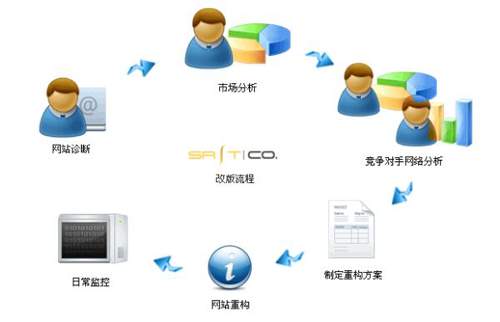 市场分析
网站诊断
竞争对手网络分析
SA TICO.
改版流程
制定重构方案
日常监控
网站重构